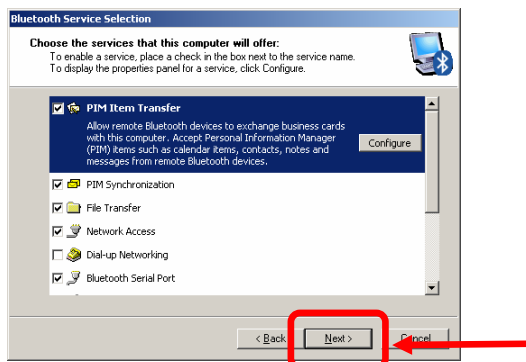 Bluetooth Service Selection
Choose the services that this computer will offer:
To enable a service, place a check in the box next to the service name.
To display the properties panel for a service, click Configure.
PIM Item Transfer
Allow remote Bluetooth devices to exchange business cards
with this computer. Accept Personal Information Manager
(PIM) items such as calendar items, contacts, notes and
messages from remote Bluetooth devices.
Configure
PIM Synchronization
File Transfer
Network Access
Dial-up Networking
Bluetooth Serial Port
< Back
Next >
Cancel